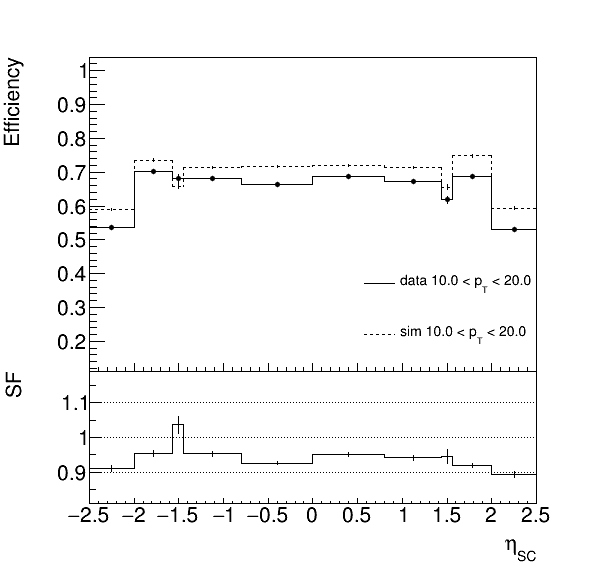 Efficiency
1
0.9
0.8
0.7
0.6
0.5
0.4
0.3
0.2
data 10.0 < p_T < 20.0
sim 10.0 < p_T < 20.0
SF
1.1
1
0.9
−2.5 −2 −1.5 −1 −0.5 0 0.5 1 1.5 2 2.5
η_SC